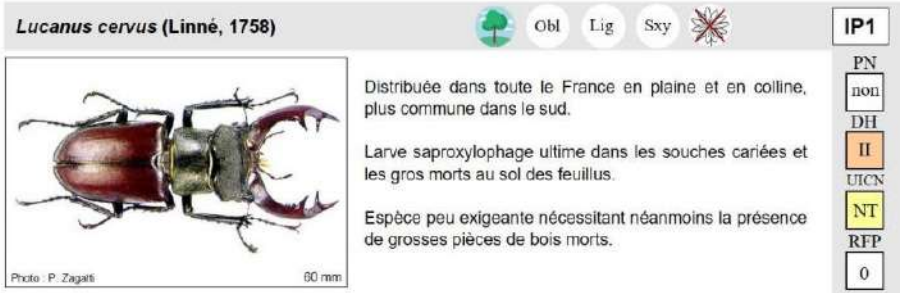 Lucanus cervus (Linné, 1758) Obl Lig Sxy IP1
PN
non
DH
II
UICN
NT
RFP
0
Distribuée dans toute le France en plaine et en colline,
plus commune dans le sud.
Larve saproxylophage ultime dans les souches cariées et
les gros morts au sol des feuillus.
Espèce peu exigeante nécessitant néanmoins la présence
de grosses pièces de bois morts.
Photo : P. Zagatti 60 mm